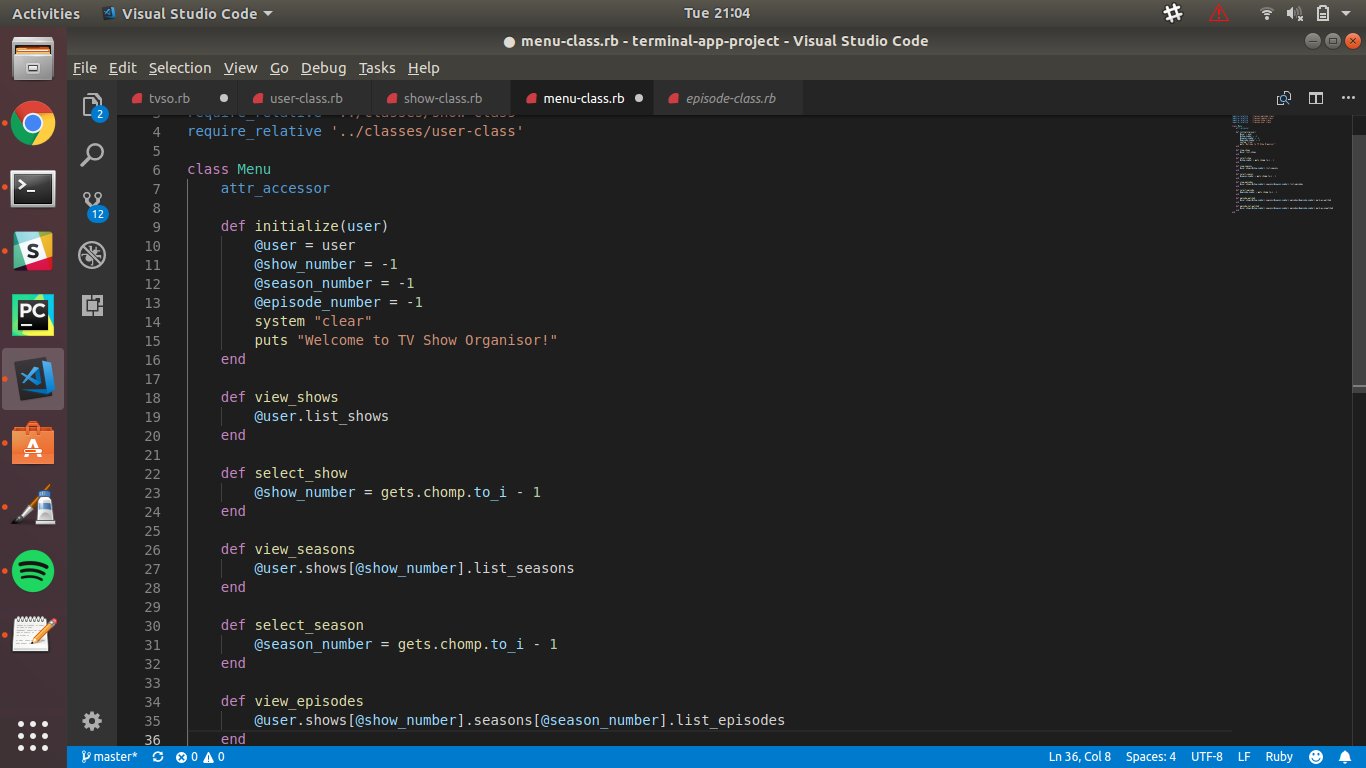 Activities Visual Studio Code Tue 21:04
menu-class.rb - terminal-app-project - Visual Studio Code
File Edit Selection View Go Debug Tasks Help
tvso.rb user-class.rb show-class.rb menu-class.rb episode-class.rb
3 require_relative '../classes/show-class'
4 require_relative '../classes/user-class'
5
6 class Menu
7 attr_accessor
8
9 def initialize(user)
10 @user = user
11 @show_number = -1
12 @season_number = -1
13 @episode_number = -1
14 system "clear"
15 puts "Welcome to TV Show Organisor!"
16 end
17
18 def view_shows
19 @user.list_shows
20 end
21
22 def select_show
23 @show_number = gets.chomp.to_i - 1
24 end
25
26 def view_seasons
27 @user.shows[@show_number].list_seasons
28 end
29
30 def select_season
31 @season_number = gets.chomp.to_i - 1
32 end
33
34 def view_episodes
35 @user.shows[@show_number].seasons[@season_number].list_episodes
36 end
2
12
S
PC
A
master* 0 0 Ln 36, Col 8 Spaces: 4 UTF-8 LF Ruby